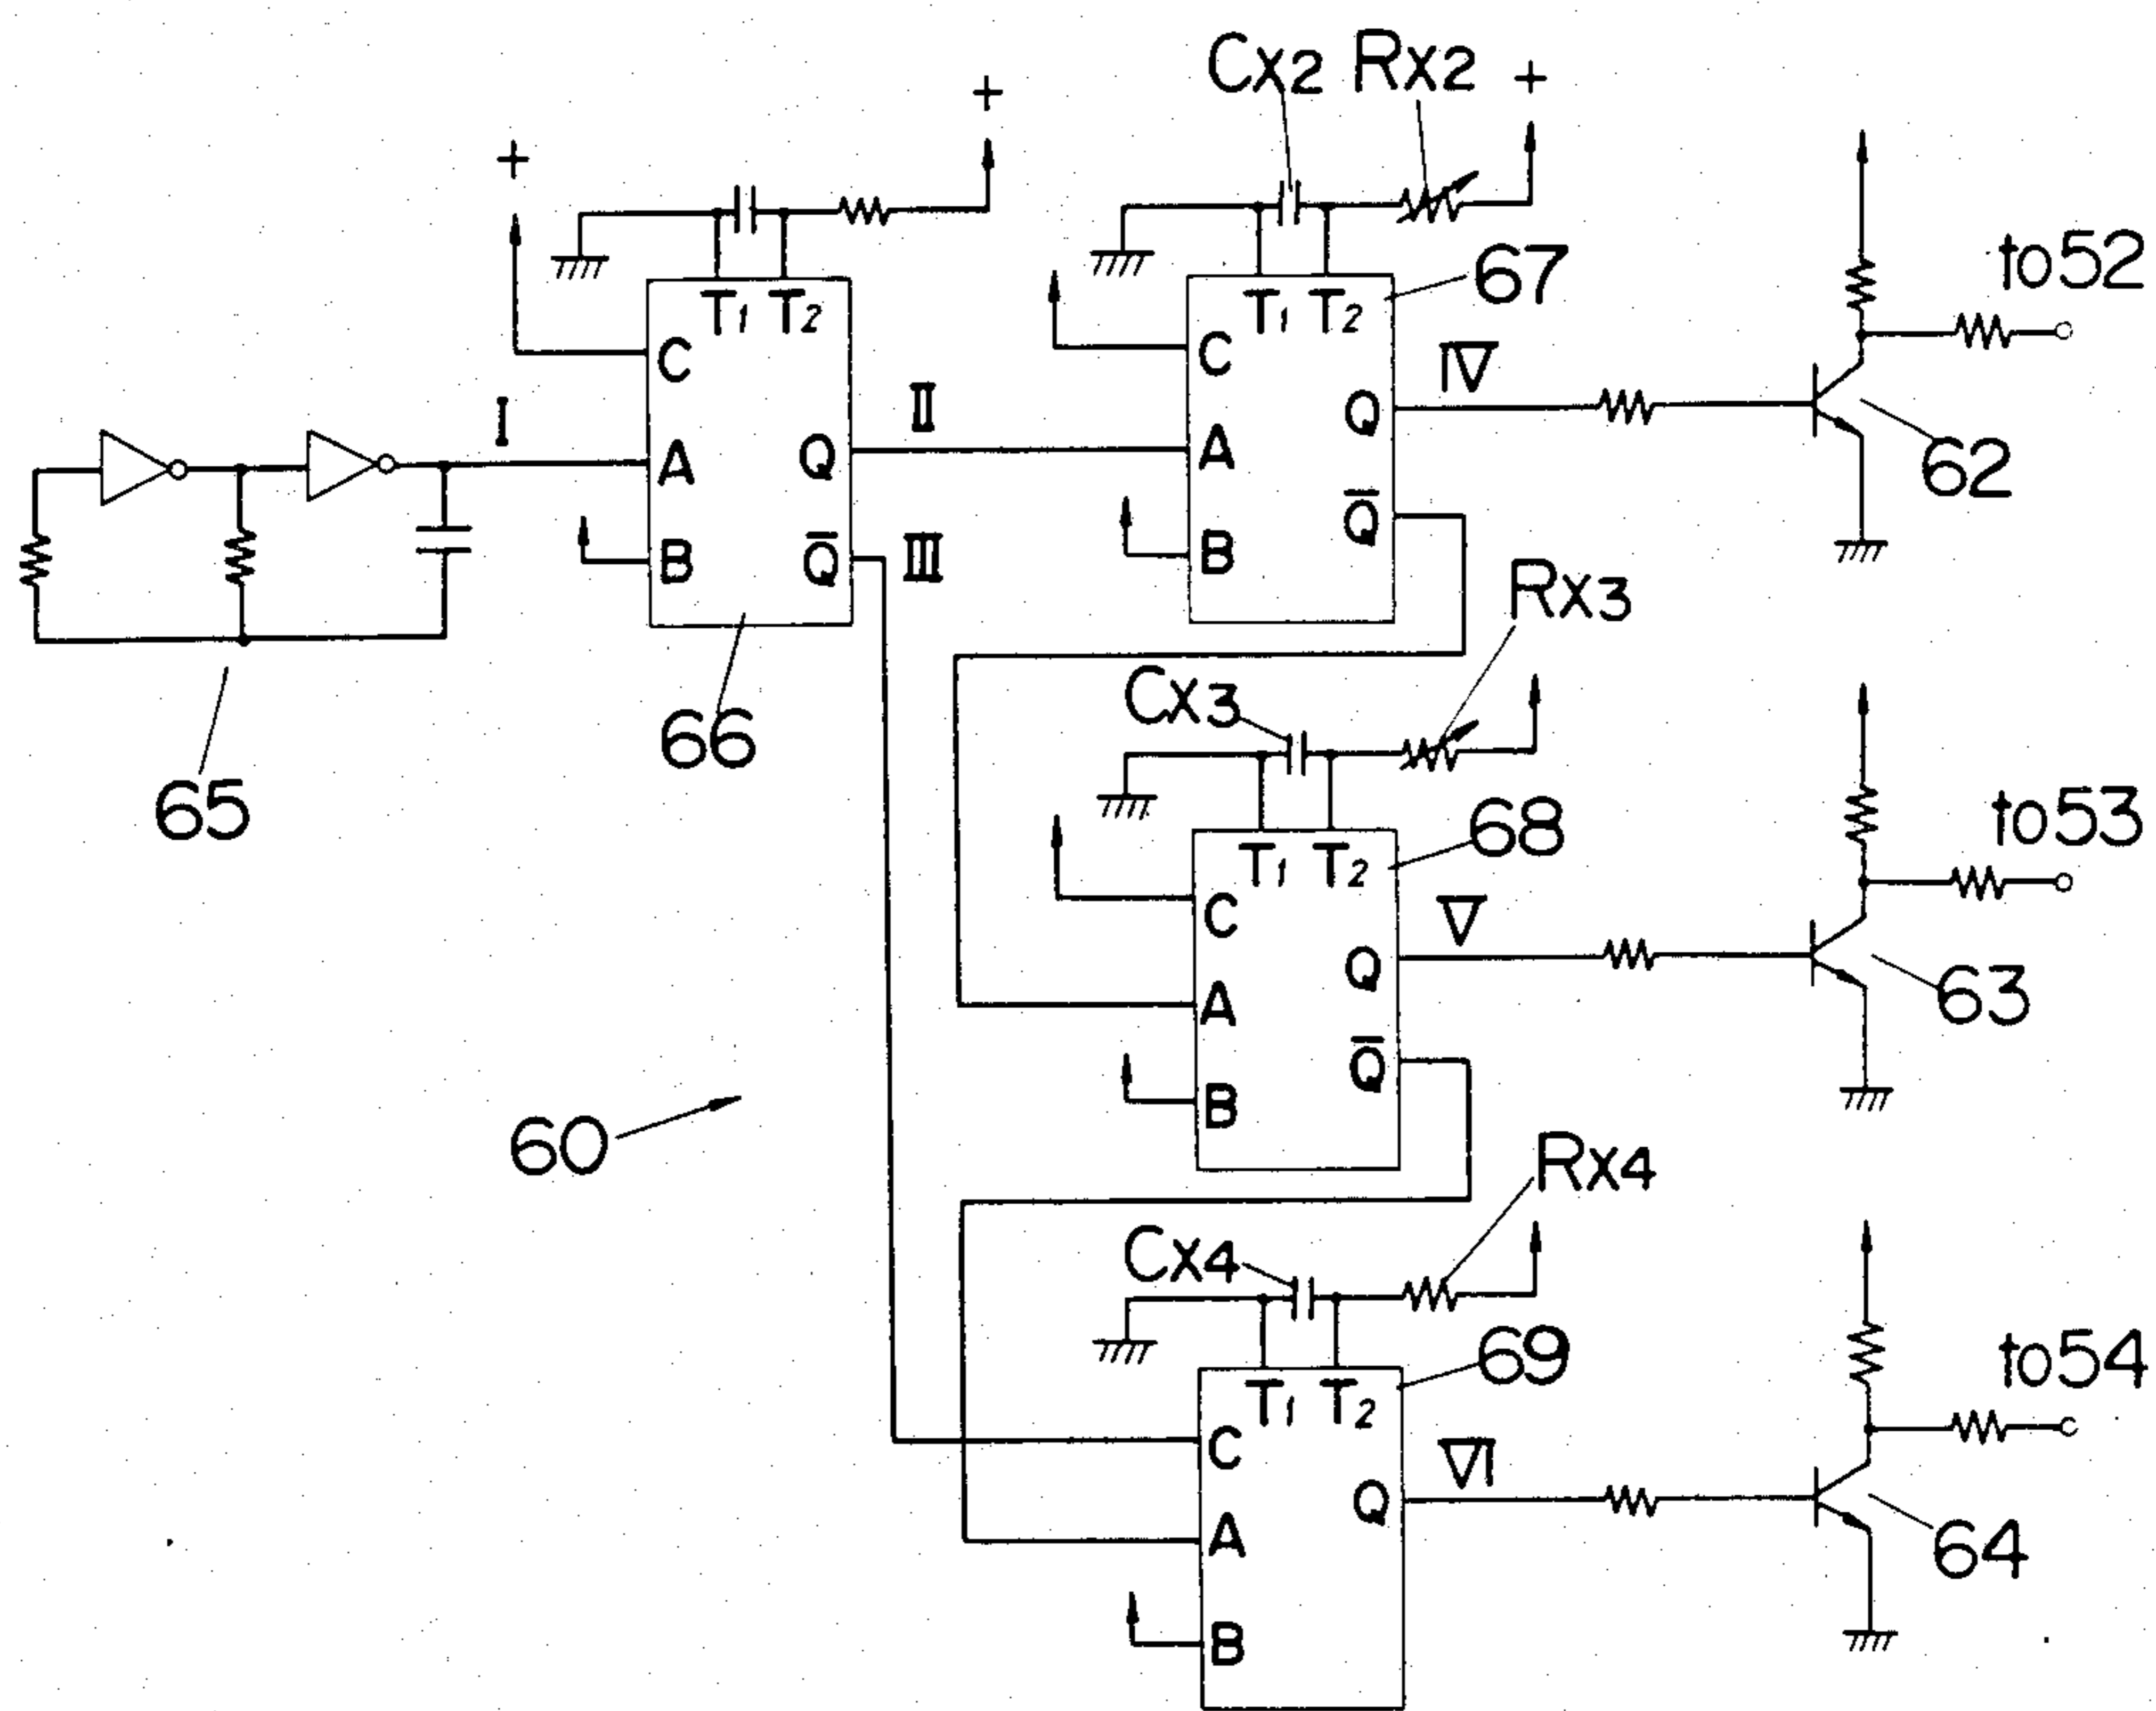 Cx2 Rx2 +
+
+
to52
67
T1 T2
T1 T2
C
C
IV
Q
I
II
A
Q
A
62
Q̅
B
Q̅
III
B
Rx3
Cx3
66
65
to53
68
T1 T2
C
V
Q
A
63
Q̅
B
60
Rx4
Cx4
69
to54
T1 T2
C
VI
Q
A
64
B